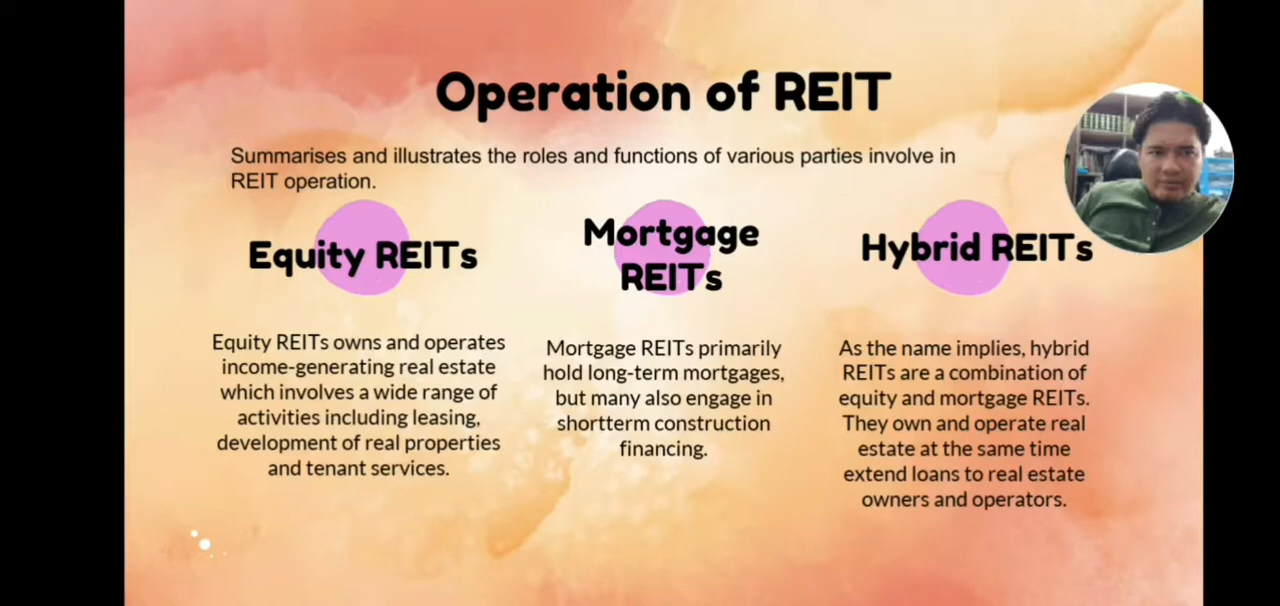 Operation of REIT
Summarises and illustrates the roles and functions of various parties involve in
REIT operation.
Equity REITs
Equity REITs owns and operates
income-generating real estate
which involves a wide range of
activities including leasing,
development of real properties
and tenant services.
Mortgage
REITs
Mortgage REITs primarily
hold long-term mortgages,
but many also engage in
shortterm construction
financing.
Hybrid REITs
As the name implies, hybrid
REITs are a combination of
equity and mortgage REITs.
They own and operate real
estate at the same time
extend loans to real estate
owners and operators.